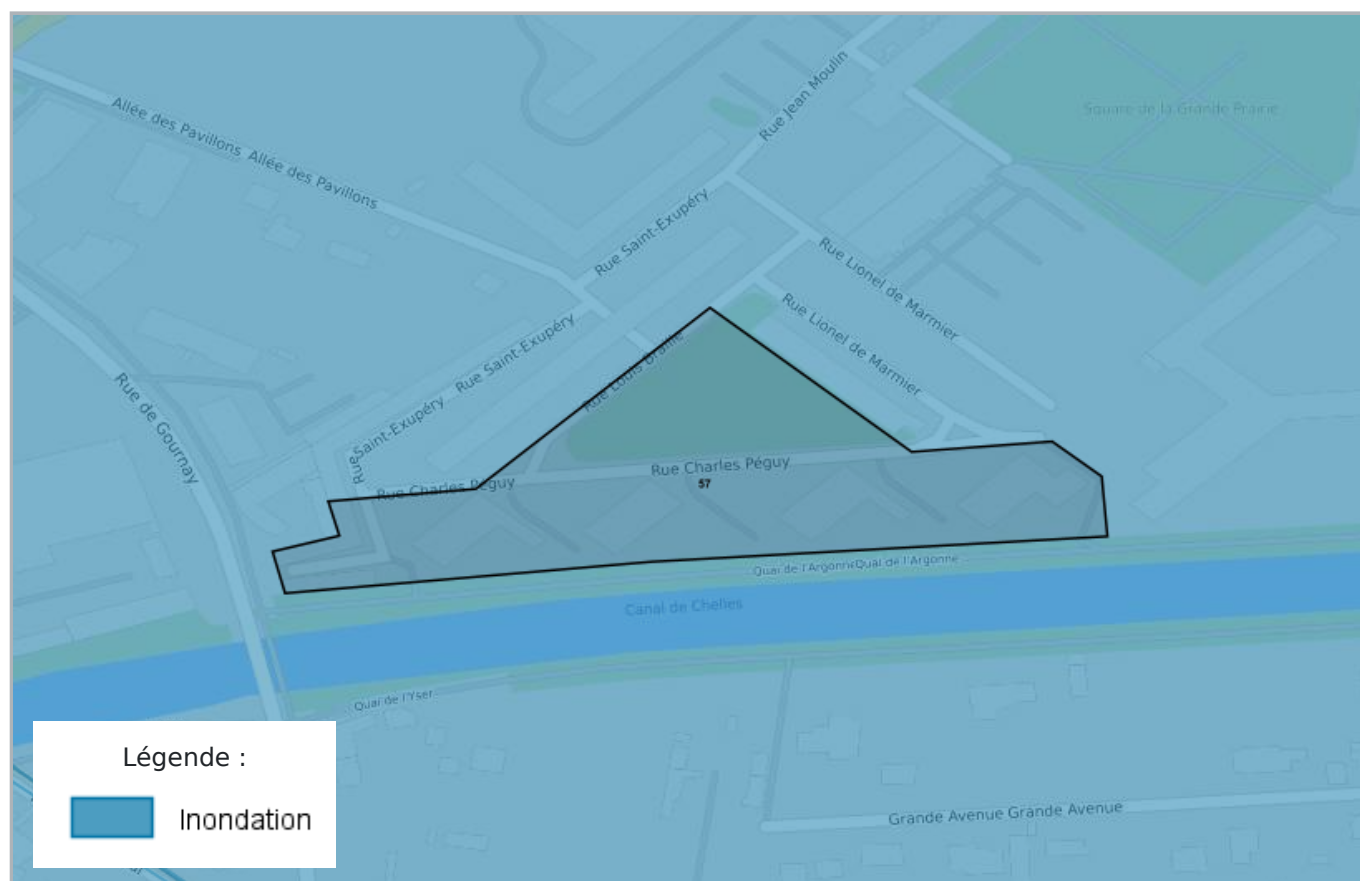 Square de la Grande Prairie
Rue Jean Moulin
Allée des Pavillons Allée des Pavillons
Rue Saint-Exupéry
Rue Lionel de Marmier
Rue Lionel de Marmier
Rue Saint-Exupéry
Rue Louis Braille
Rue de Gournay
Rue Saint-Exupéry
Rue Charles Péguy
57
Rue Charles Péguy
Quai de l'Argonne Quai de l'Argonne
Canal de Chelles
Quai de l'Yser
Grande Avenue Grande Avenue
Légende :
Inondation